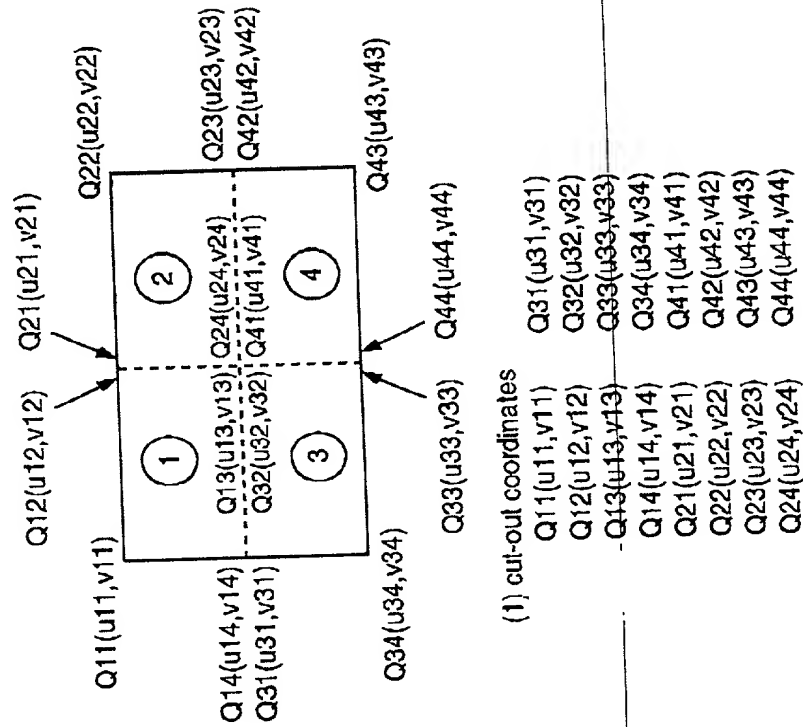 Q12(u12,v12)
Q21(u21,v21)
Q11(u11,v11)
Q22(u22,v22)
1
2
Q14(u14,v14)
Q13(u13,v13)
Q24(u24,v24)
Q23(u23,v23)
Q31(u31,v31)
Q32(u32,v32)
Q41(u41,v41)
Q42(u42,v42)
3
4
Q34(u34,v34)
Q43(u43,v43)
Q33(u33,v33)
Q44(u44,v44)
(1) cut-out coordinates
Q11(u11,v11) Q31(u31,v31)
Q12(u12,v12) Q32(u32,v32)
Q13(u13,v13) Q33(u33,v33)
Q14(u14,v14) Q34(u34,v34)
Q21(u21,v21) Q41(u41,v41)
Q22(u22,v22) Q42(u42,v42)
Q23(u23,v23) Q43(u43,v43)
Q24(u24,v24) Q44(u44,v44)